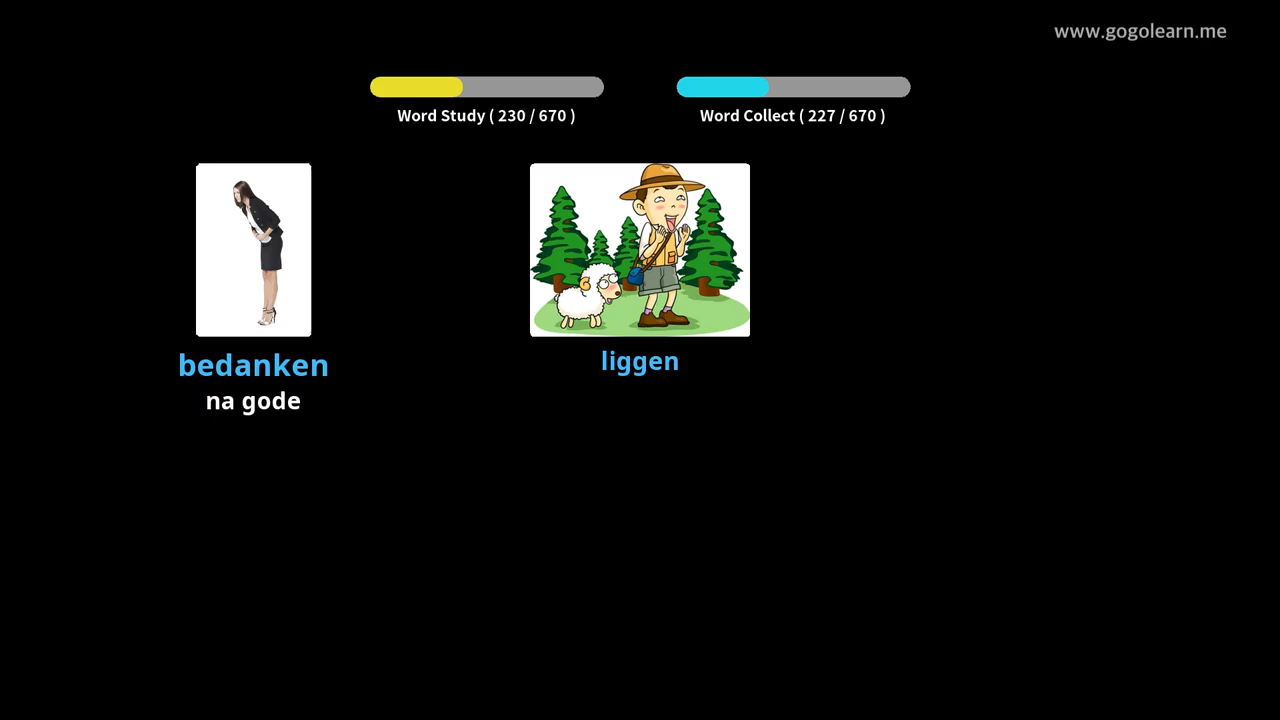 www.gogolearn.me
Word Study ( 230 / 670 )
Word Collect ( 227 / 670 )
bedanken
na gode
liggen